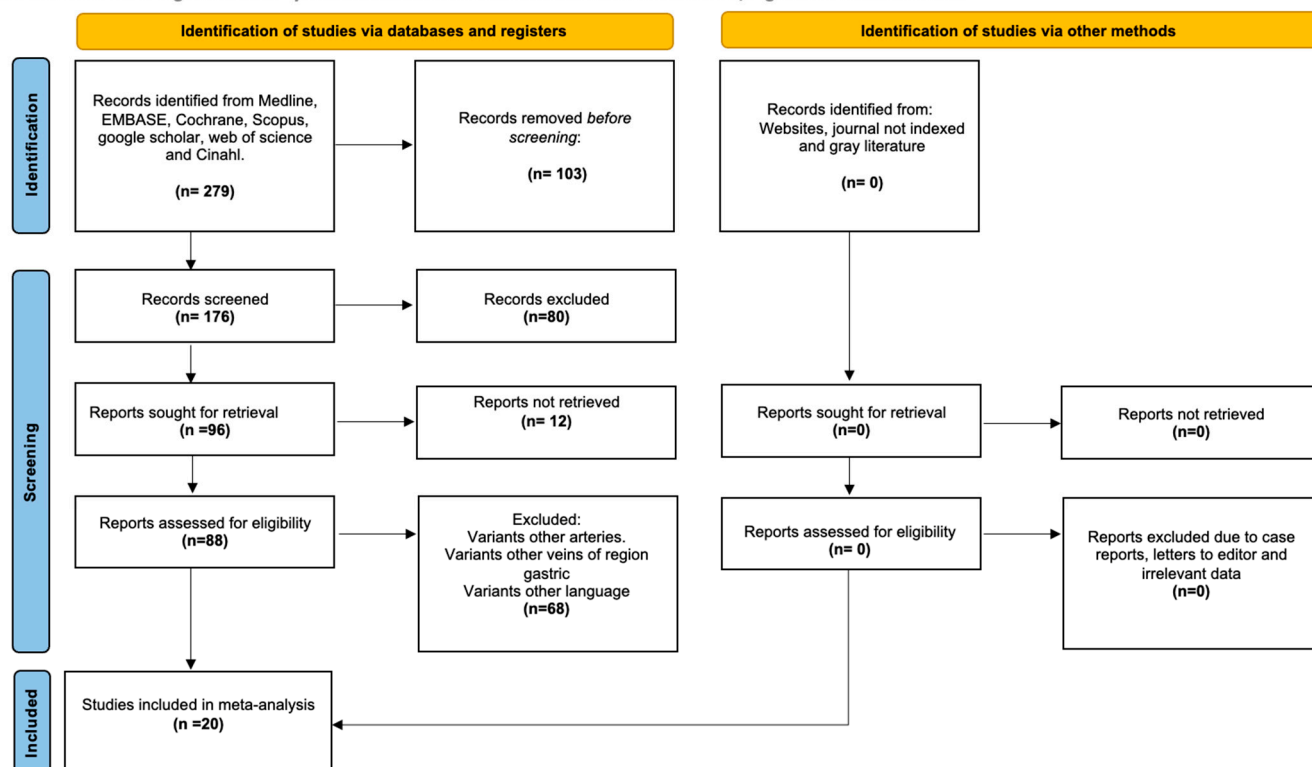 Identification of studies via databases and registers
Identification of studies via other methods
Identification
Records identified from Medline,
EMBASE, Cochrane, Scopus,
google scholar, web of science
and Cinahl.
(n= 279)
Records removed before
screening:
(n= 103)
Records identified from:
Websites, journal not indexed
and gray literature
(n= 0)
Screening
Records screened
(n= 176)
Records excluded
(n=80)
Reports sought for retrieval
(n =96)
Reports not retrieved
(n= 12)
Reports sought for retrieval
(n=0)
Reports not retrieved
(n=0)
Reports assessed for eligibility
(n=88)
Excluded:
Variants other arteries.
Variants other veins of region
gastric
Variants other language
(n=68)
Reports assessed for eligibility
(n= 0)
Reports excluded due to case
reports, letters to editor and
irrelevant data
(n=0)
Included
Studies included in meta-analysis
(n =20)